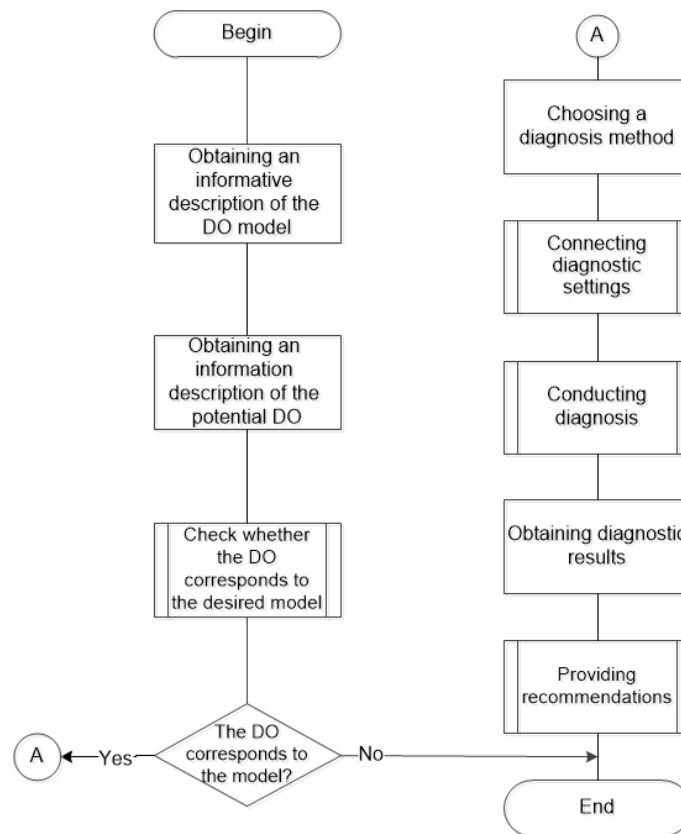 Begin
Obtaining an
informative
description of the
DO model
Obtaining an
information
description of the
potential DO
Check whether
the DO
corresponds to
the desired model
The DO
corresponds to
the model?
Yes
A
No
A
Choosing a
diagnosis method
Connecting
diagnostic
settings
Conducting
diagnosis
Obtaining diagnostic
results
Providing
recommendations
End